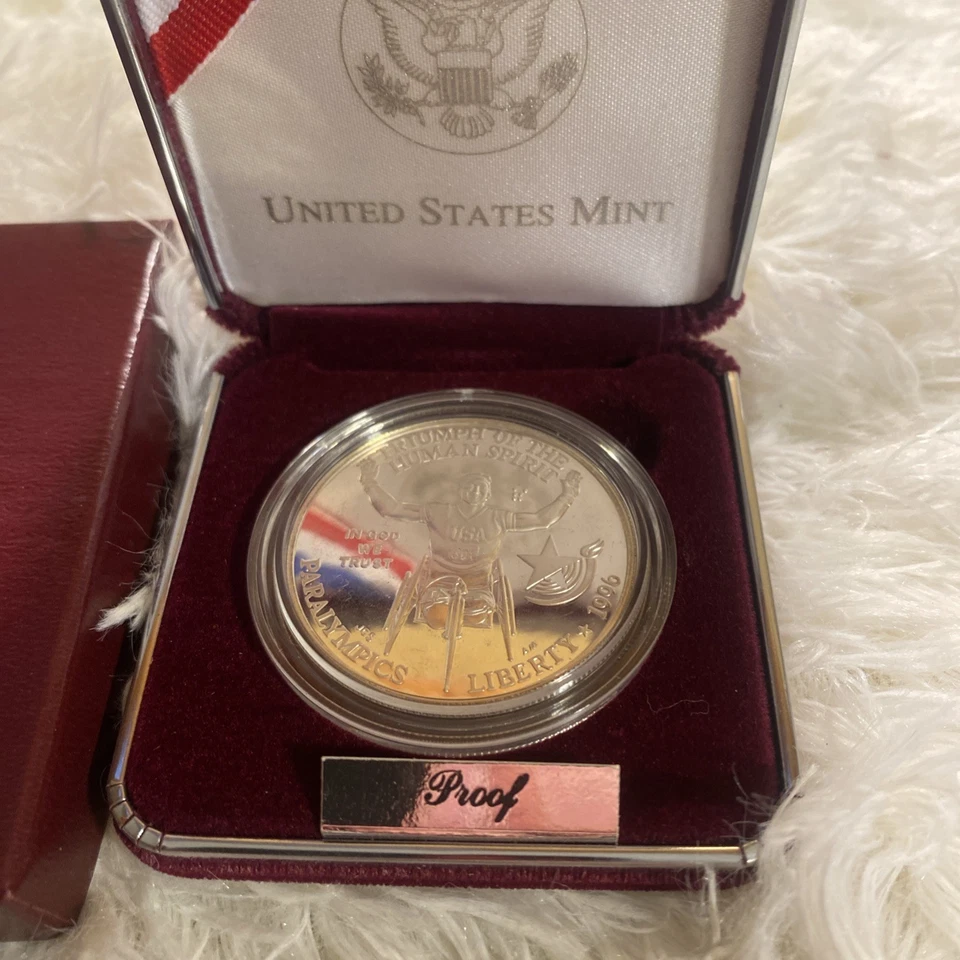 UNITED STATES MINT
TRIUMPH OF THE
HUMAN SPIRIT
IN GOD
WE
TRUST
USA
PARALYMPICS
LIBERTY ★ 1996
Proof